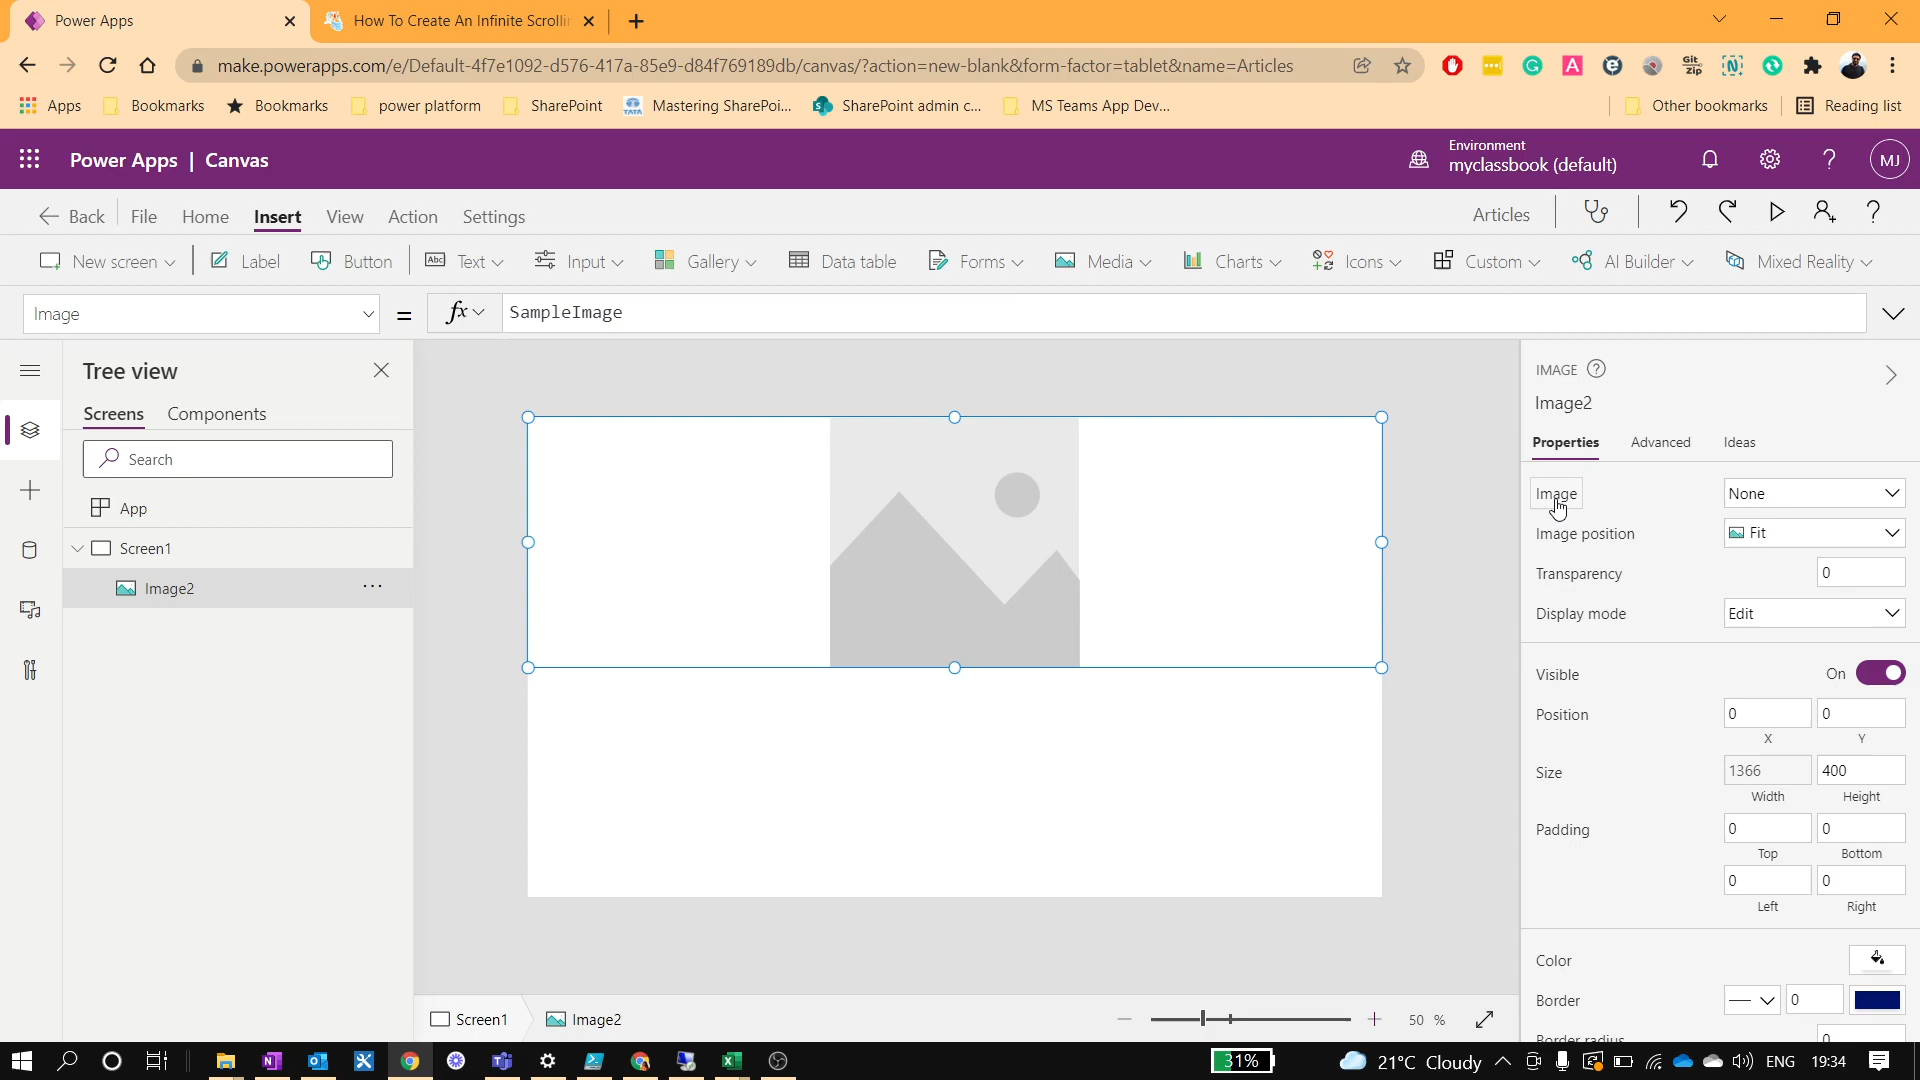 Power Apps
How To Create An Infinite Scrollin
make.powerapps.com/e/Default-4f7e1092-d576-417a-85e9-d84f769189db/canvas/?action=new-blank&form-factor=tablet&name=Articles
Apps Bookmarks Bookmarks power platform SharePoint Mastering SharePoi... SharePoint admin c... MS Teams App Dev... Other bookmarks Reading list
Power Apps | Canvas
Environment
myclassbook (default)
MJ
Back File Home Insert View Action Settings Articles
New screen Label Button Text Input Gallery Data table Forms Media Charts Icons Custom AI Builder Mixed Reality
Image = fx SampleImage
Tree view
Screens Components
Search
App
Screen1
Image2
IMAGE
Image2
Properties Advanced Ideas
Image None
Image position Fit
Transparency 0
Display mode Edit
Visible On
Position 0 0
X Y
Size 1366 400
Width Height
Padding 0 0
Top Bottom
0 0
Left Right
Color
Border 0
Border radius 0
Screen1 Image2 50 %
31% 21°C Cloudy ENG 19:34